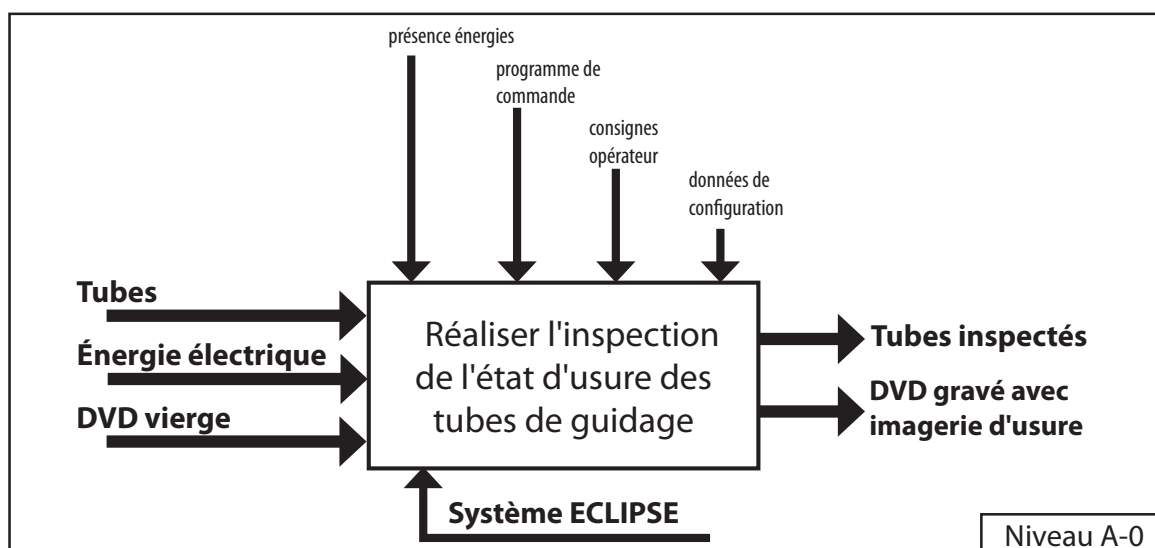 présence énergies
programme de
commande
consignes
opérateur
données de
configuration
Tubes
Énergie électrique
DVD vierge
Réaliser l'inspection
de l'état d'usure des
tubes de guidage
Tubes inspectés
DVD gravé avec
imagerie d'usure
Système ECLIPSE
Niveau A-0